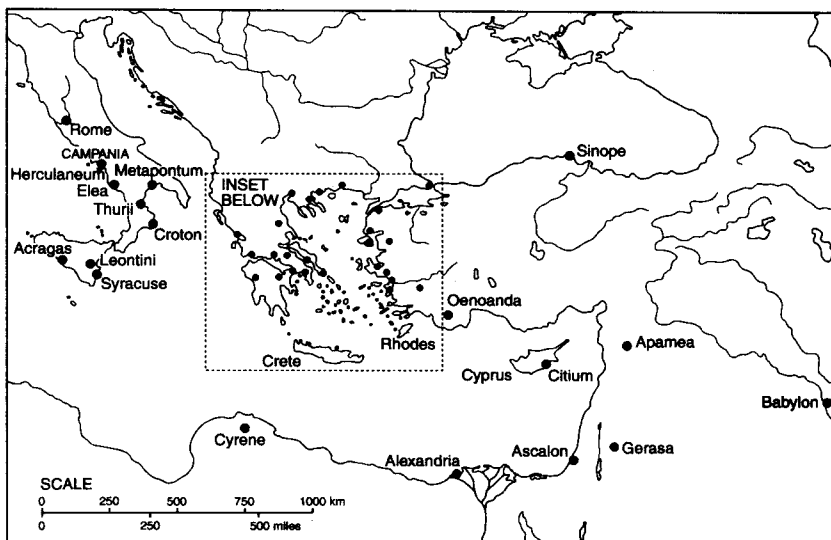 Rome
CAMPANIA
Herculaneum
Metapontum
Elea
Thurii
Croton
Acragas
Leontini
Syracuse
INSET
BELOW
Sinope
Oenoanda
Rhodes
Crete
Cyprus
Citium
Apamea
Babylon
Cyrene
Alexandria
Ascalon
Gerasa
SCALE
0 250 500 750 1000 km
0 250 500 miles